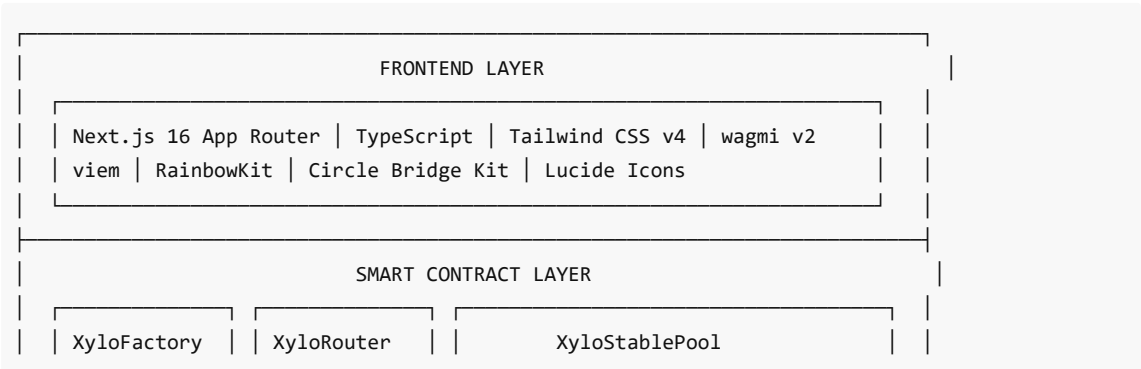 FRONTEND LAYER
Next.js 16 App Router │ TypeScript │ Tailwind CSS v4 │ wagmi v2
viem │ RainbowKit │ Circle Bridge Kit │ Lucide Icons
SMART CONTRACT LAYER
XyloFactory │ │ XyloRouter │ │ XyloStablePool